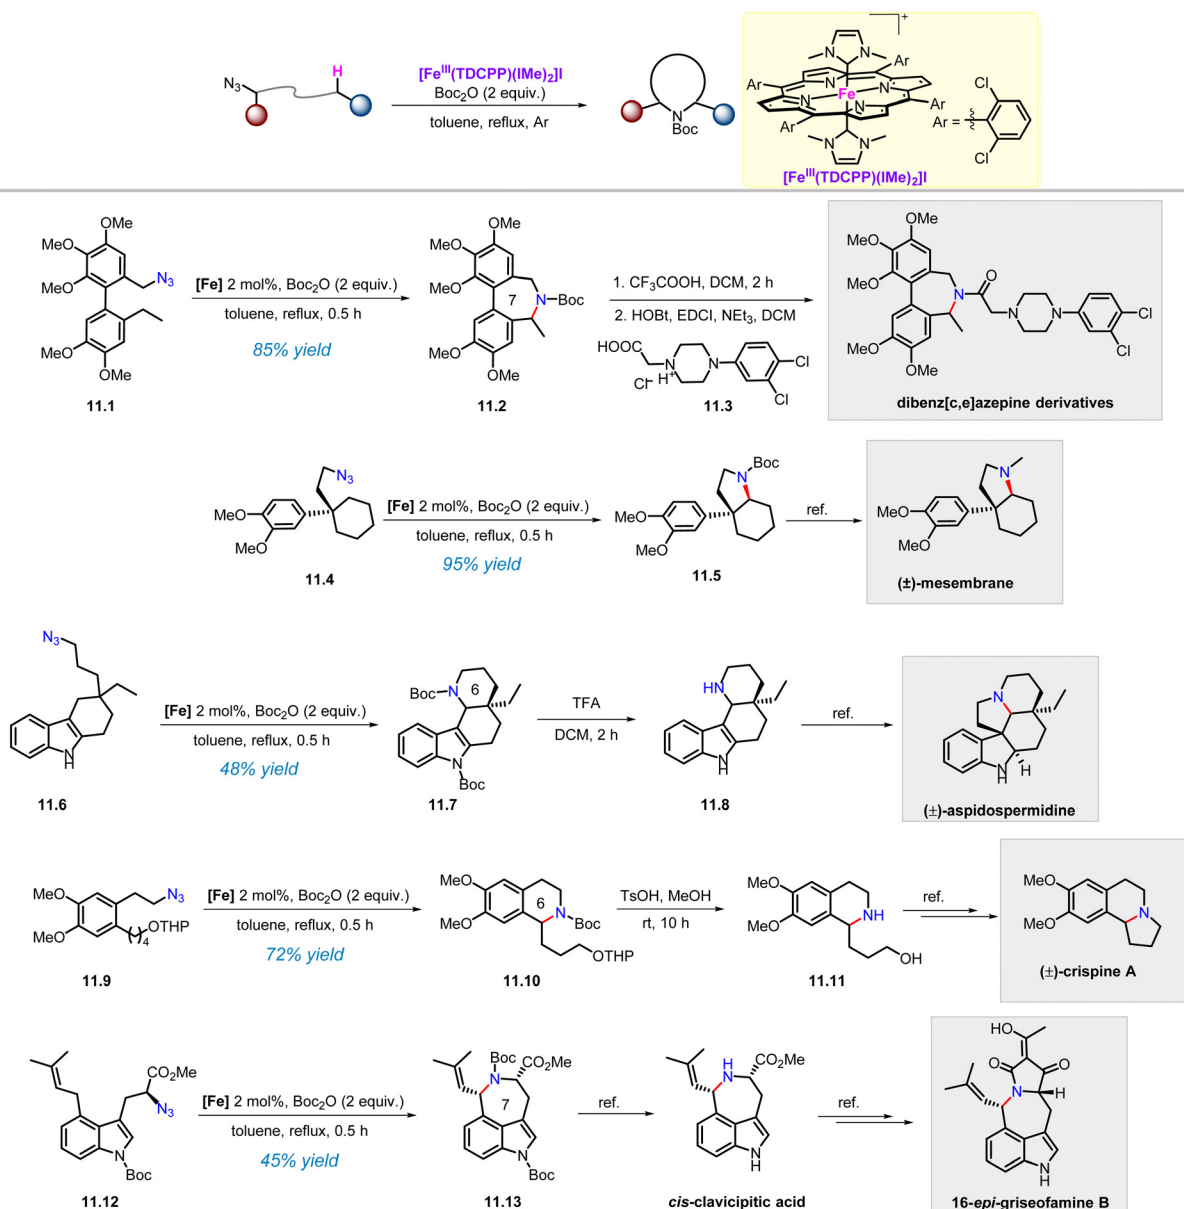 N3
H
[FeIII(TDCPP)(IMe)2]I
Boc2O (2 equiv.)
toluene, reflux, Ar
N
Boc
+
N
N
Ar
Ar
N
N
Fe
N
N
Ar
Ar
N
N
Ar =
Cl
Cl
[FeIII(TDCPP)(IMe)2]I
OMe
MeO
MeO
N3
MeO
OMe
11.1
[Fe] 2 mol%, Boc2O (2 equiv.)
toluene, reflux, 0.5 h
85% yield
OMe
MeO
MeO
7
N
Boc
MeO
OMe
11.2
1. CF3COOH, DCM, 2 h
2. HOBt, EDCI, NEt3, DCM
HOOC
N
H+
Cl−
N
Cl
Cl
11.3
OMe
MeO
MeO
O
N
N
N
Cl
Cl
MeO
OMe
dibenz[c,e]azepine derivatives
N3
MeO
MeO
11.4
[Fe] 2 mol%, Boc2O (2 equiv.)
toluene, reflux, 0.5 h
95% yield
Boc
N
MeO
MeO
11.5
ref.
N
MeO
MeO
(±)-mesembrane
N3
N
H
11.6
[Fe] 2 mol%, Boc2O (2 equiv.)
toluene, reflux, 0.5 h
48% yield
6
Boc
N
N
Boc
11.7
TFA
DCM, 2 h
HN
N
H
11.8
ref.
N
N
H
H
(±)-aspidospermidine
N3
MeO
MeO
( )4
OTHP
11.9
[Fe] 2 mol%, Boc2O (2 equiv.)
toluene, reflux, 0.5 h
72% yield
MeO
6
MeO
N
Boc
OTHP
11.10
TsOH, MeOH
rt, 10 h
MeO
MeO
NH
OH
11.11
ref.
MeO
MeO
N
(±)-crispine A
CO2Me
N3
N
Boc
11.12
[Fe] 2 mol%, Boc2O (2 equiv.)
toluene, reflux, 0.5 h
45% yield
Boc
CO2Me
N
7
N
Boc
11.13
ref.
H
N
CO2Me
N
H
cis-clavicipitic acid
ref.
HO
O
O
N
H
N
H
16-epi-griseofamine B